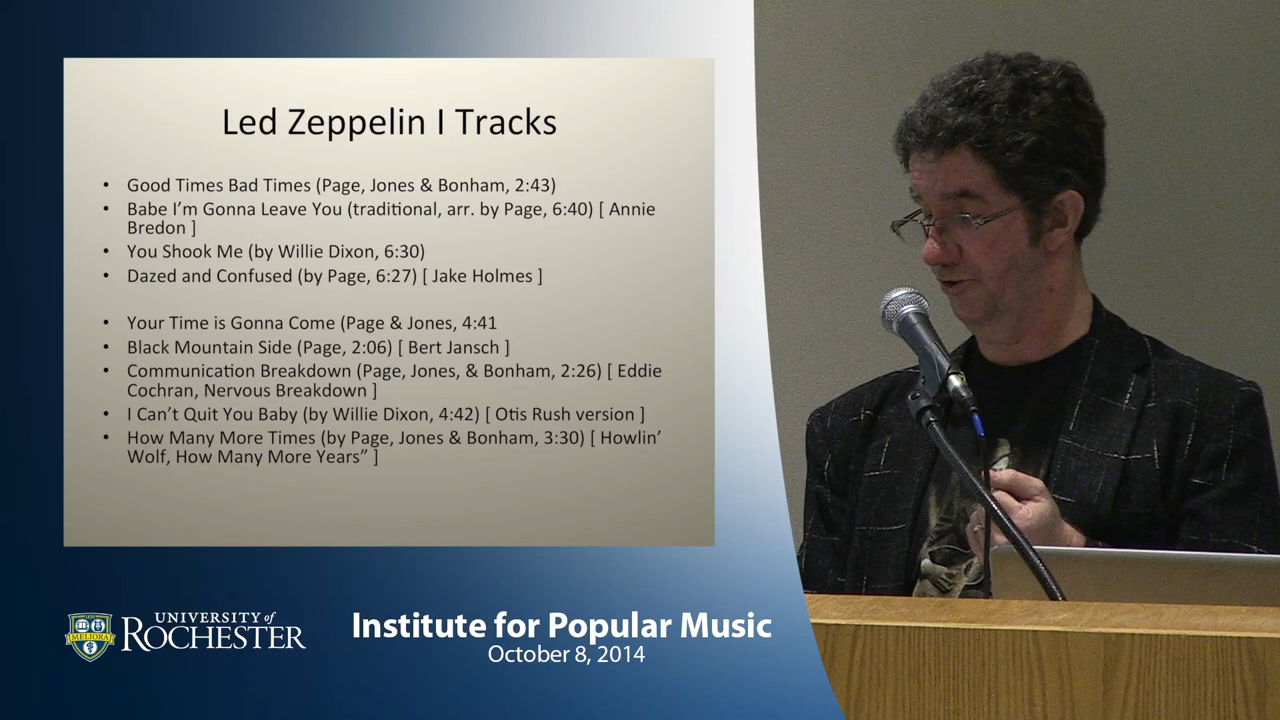 Led Zeppelin I Tracks
• Good Times Bad Times (Page, Jones & Bonham, 2:43)
• Babe I’m Gonna Leave You (traditional, arr. by Page, 6:40) [ Annie
Bredon ]
• You Shook Me (by Willie Dixon, 6:30)
• Dazed and Confused (by Page, 6:27) [ Jake Holmes ]
• Your Time is Gonna Come (Page & Jones, 4:41
• Black Mountain Side (Page, 2:06) [ Bert Jansch ]
• Communication Breakdown (Page, Jones, & Bonham, 2:26) [ Eddie
Cochran, Nervous Breakdown ]
• I Can’t Quit You Baby (by Willie Dixon, 4:42) [ Otis Rush version ]
• How Many More Times (by Page, Jones & Bonham, 3:30) [ Howlin’
Wolf, How Many More Years” ]
MELIORA
UNIVERSITY of
ROCHESTER
Institute for Popular Music
October 8, 2014